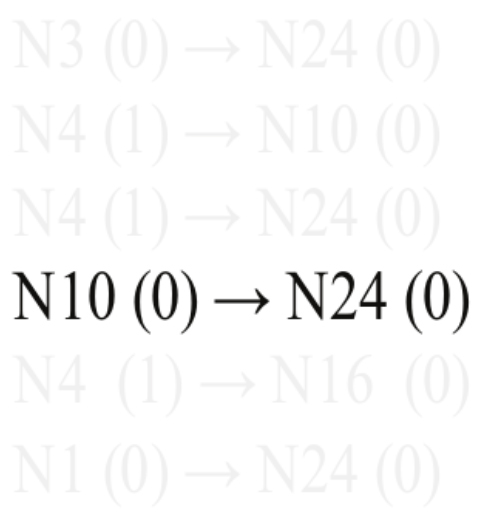 N3 (0) → N24 (0)
N4 (1) → N10 (0)
N4 (1) → N24 (0)
N10 (0) → N24 (0)
N4 (1) → N16 (0)
N1 (0) → N24 (0)